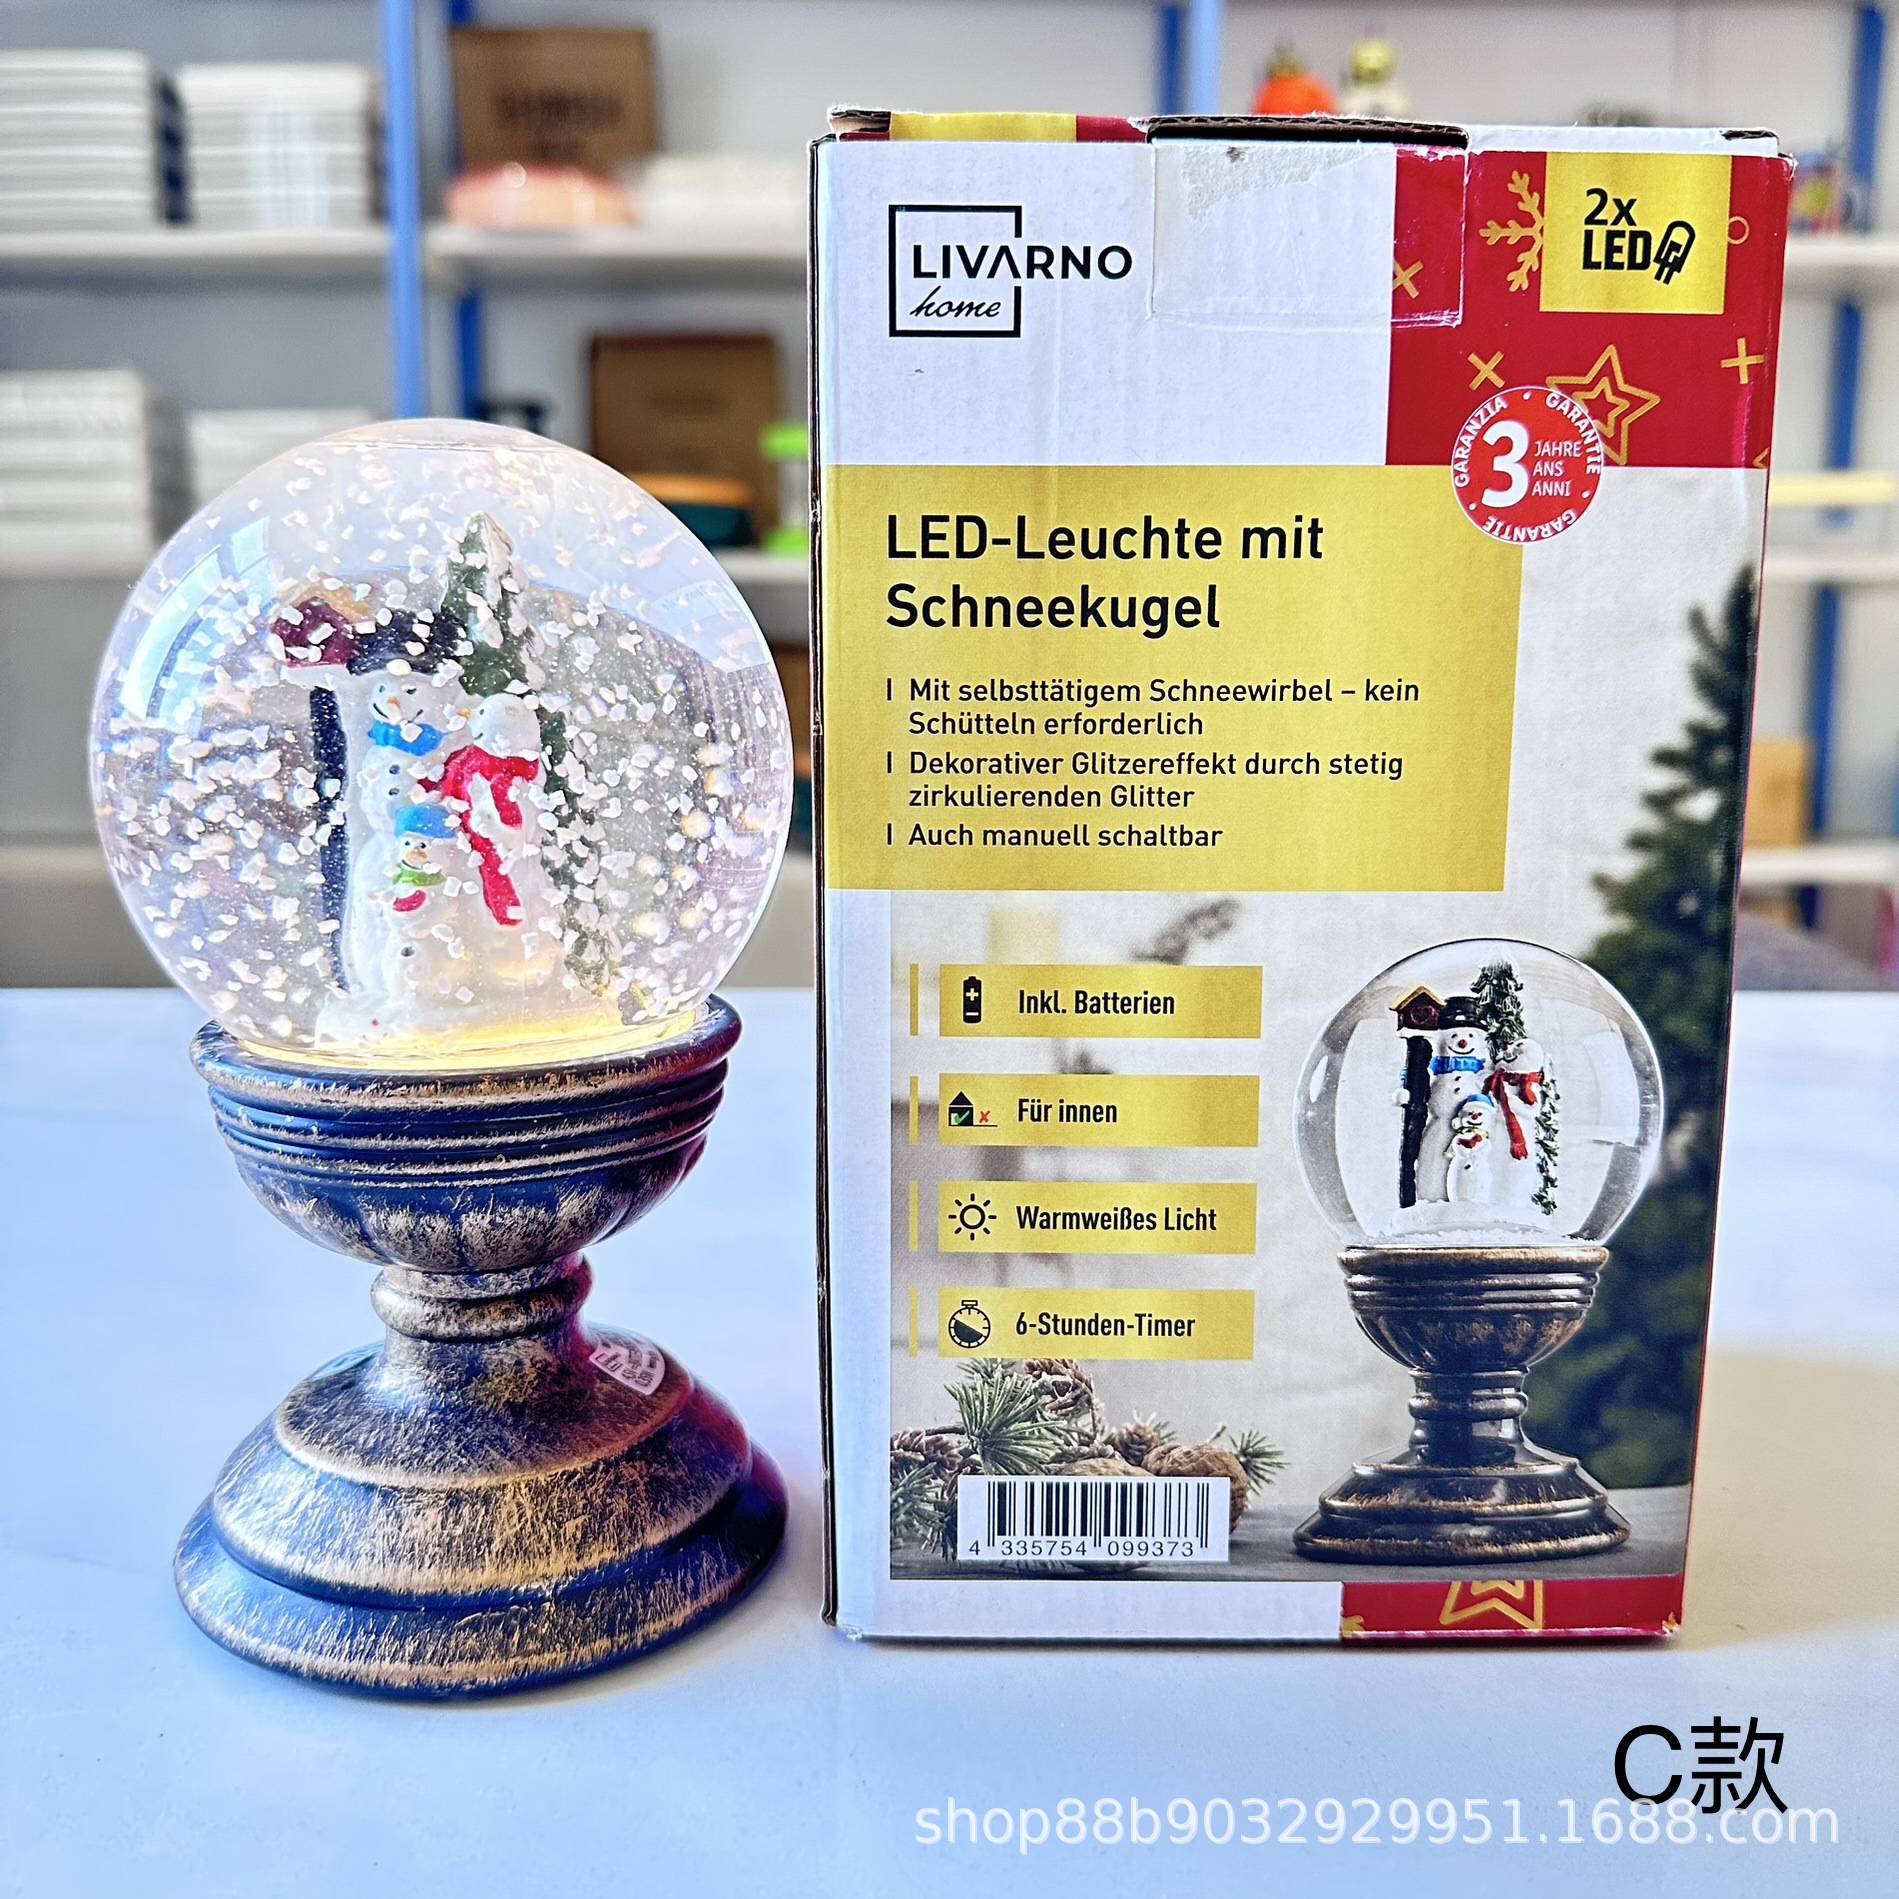 LIVARNO
home
2x
LED
GARANZIA • GARANTIE • GARANTIE
3
JAHRE
ANS
ANNI
LED-Leuchte mit
Schneekugel
Mit selbsttätigem Schneewirbel – kein
Schütteln erforderlich
Dekorativer Glitzereffekt durch stetig
zirkulierenden Glitter
Auch manuell schaltbar
Inkl. Batterien
Für innen
Warmweißes Licht
6-Stunden-Timer
4 335754 099373
C款
shop88b9032929951.1688.com